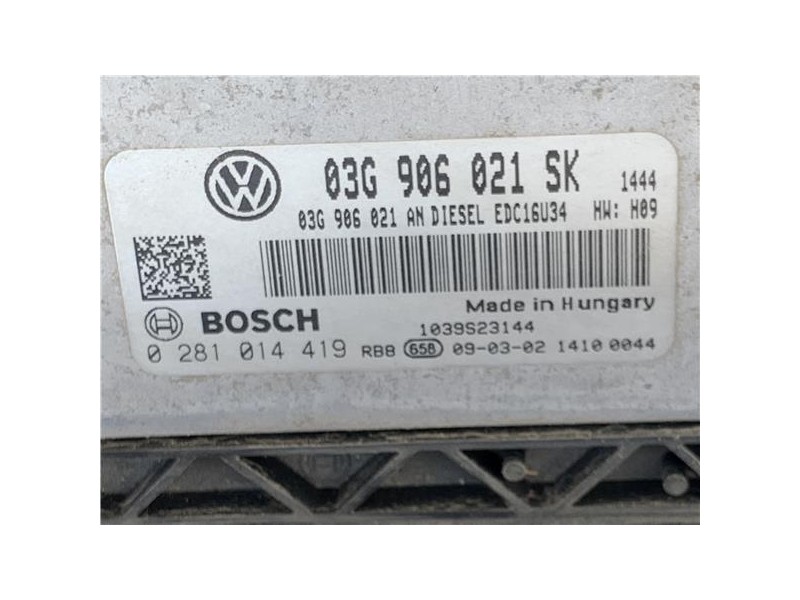 03G 906 021 SK 1444
03G 906 021 AN DIESEL EDC16U34 HW: H09
Made in Hungary
BOSCH 1039S23144
0 281 014 419 RBB 658 09-03-02 1410 0044